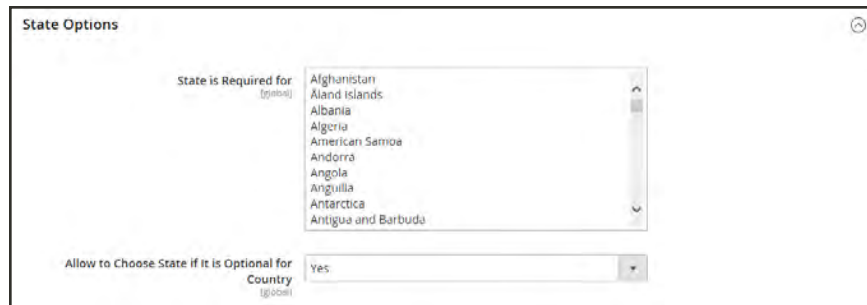 State Options
State is Required for
[global]
Afghanistan
Åland Islands
Albania
Algeria
American Samoa
Andorra
Angola
Anguilla
Antarctica
Antigua and Barbuda
Allow to Choose State if It is Optional for
Country
[global]
Yes